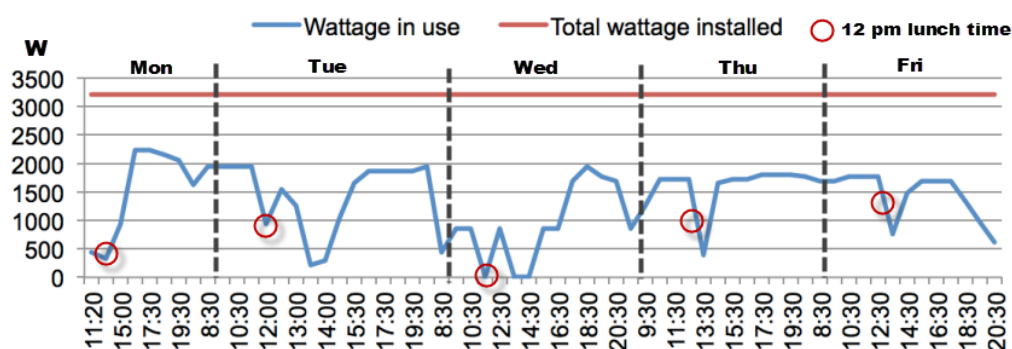 Wattage in use Total wattage installed 12 pm lunch time
W
Mon Tue Wed Thu Fri
3500
3000
2500
2000
1500
1000
500
0
11:20 15:00 17:30 19:30 8:30 10:30 12:00 13:30 14:00 15:30 17:30 19:30 8:30 10:30 12:30 15:30 17:30 18:30 20:30 9:30 11:30 13:30 15:30 17:30 19:30 8:30 10:30 12:30 14:30 16:30 18:30 20:30